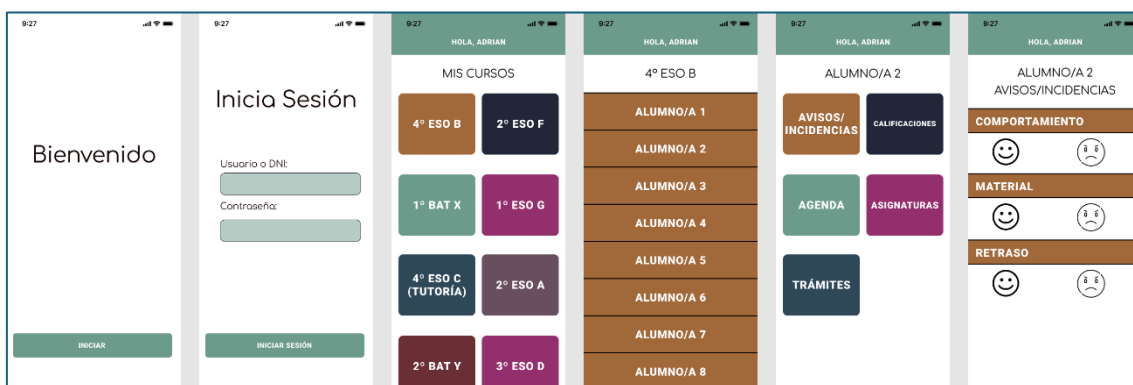 9:27
Bienvenido
INICIAR
9:27
Inicia Sesión
Usuario o DNI:
Contraseña:
INICIAR SESIÓN
9:27
HOLA, ADRIAN
MIS CURSOS
4º ESO B
2º ESO F
1º BAT X
1º ESO G
4º ESO C
(TUTORÍA)
2º ESO A
2º BAT Y
3º ESO D
9:27
HOLA, ADRIAN
4º ESO B
ALUMNO/A 1
ALUMNO/A 2
ALUMNO/A 3
ALUMNO/A 4
ALUMNO/A 5
ALUMNO/A 6
ALUMNO/A 7
ALUMNO/A 8
9:27
HOLA, ADRIAN
ALUMNO/A 2
AVISOS/
INCIDENCIAS
CALIFICACIONES
AGENDA
ASIGNATURAS
TRÁMITES
9:27
HOLA, ADRIAN
ALUMNO/A 2
AVISOS/INCIDENCIAS
COMPORTAMIENTO
MATERIAL
RETRASO